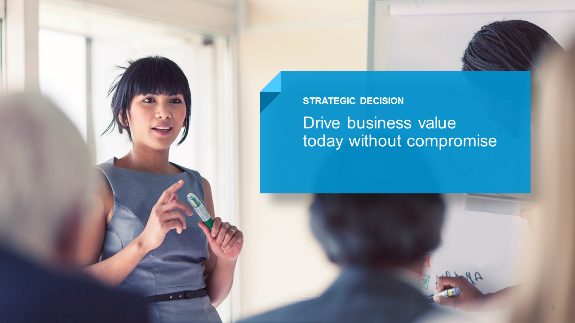 STRATEGIC DECISION
Drive business value
today without compromise